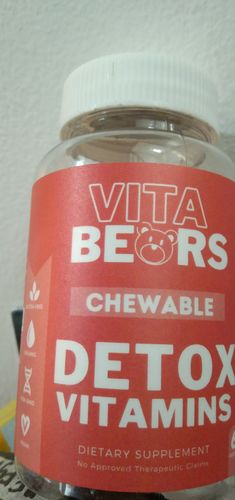 VITA
BEARS
CHEWABLE
DETOX
VITAMINS
DIETARY SUPPLEMENT
No Approved Therapeutic Claims